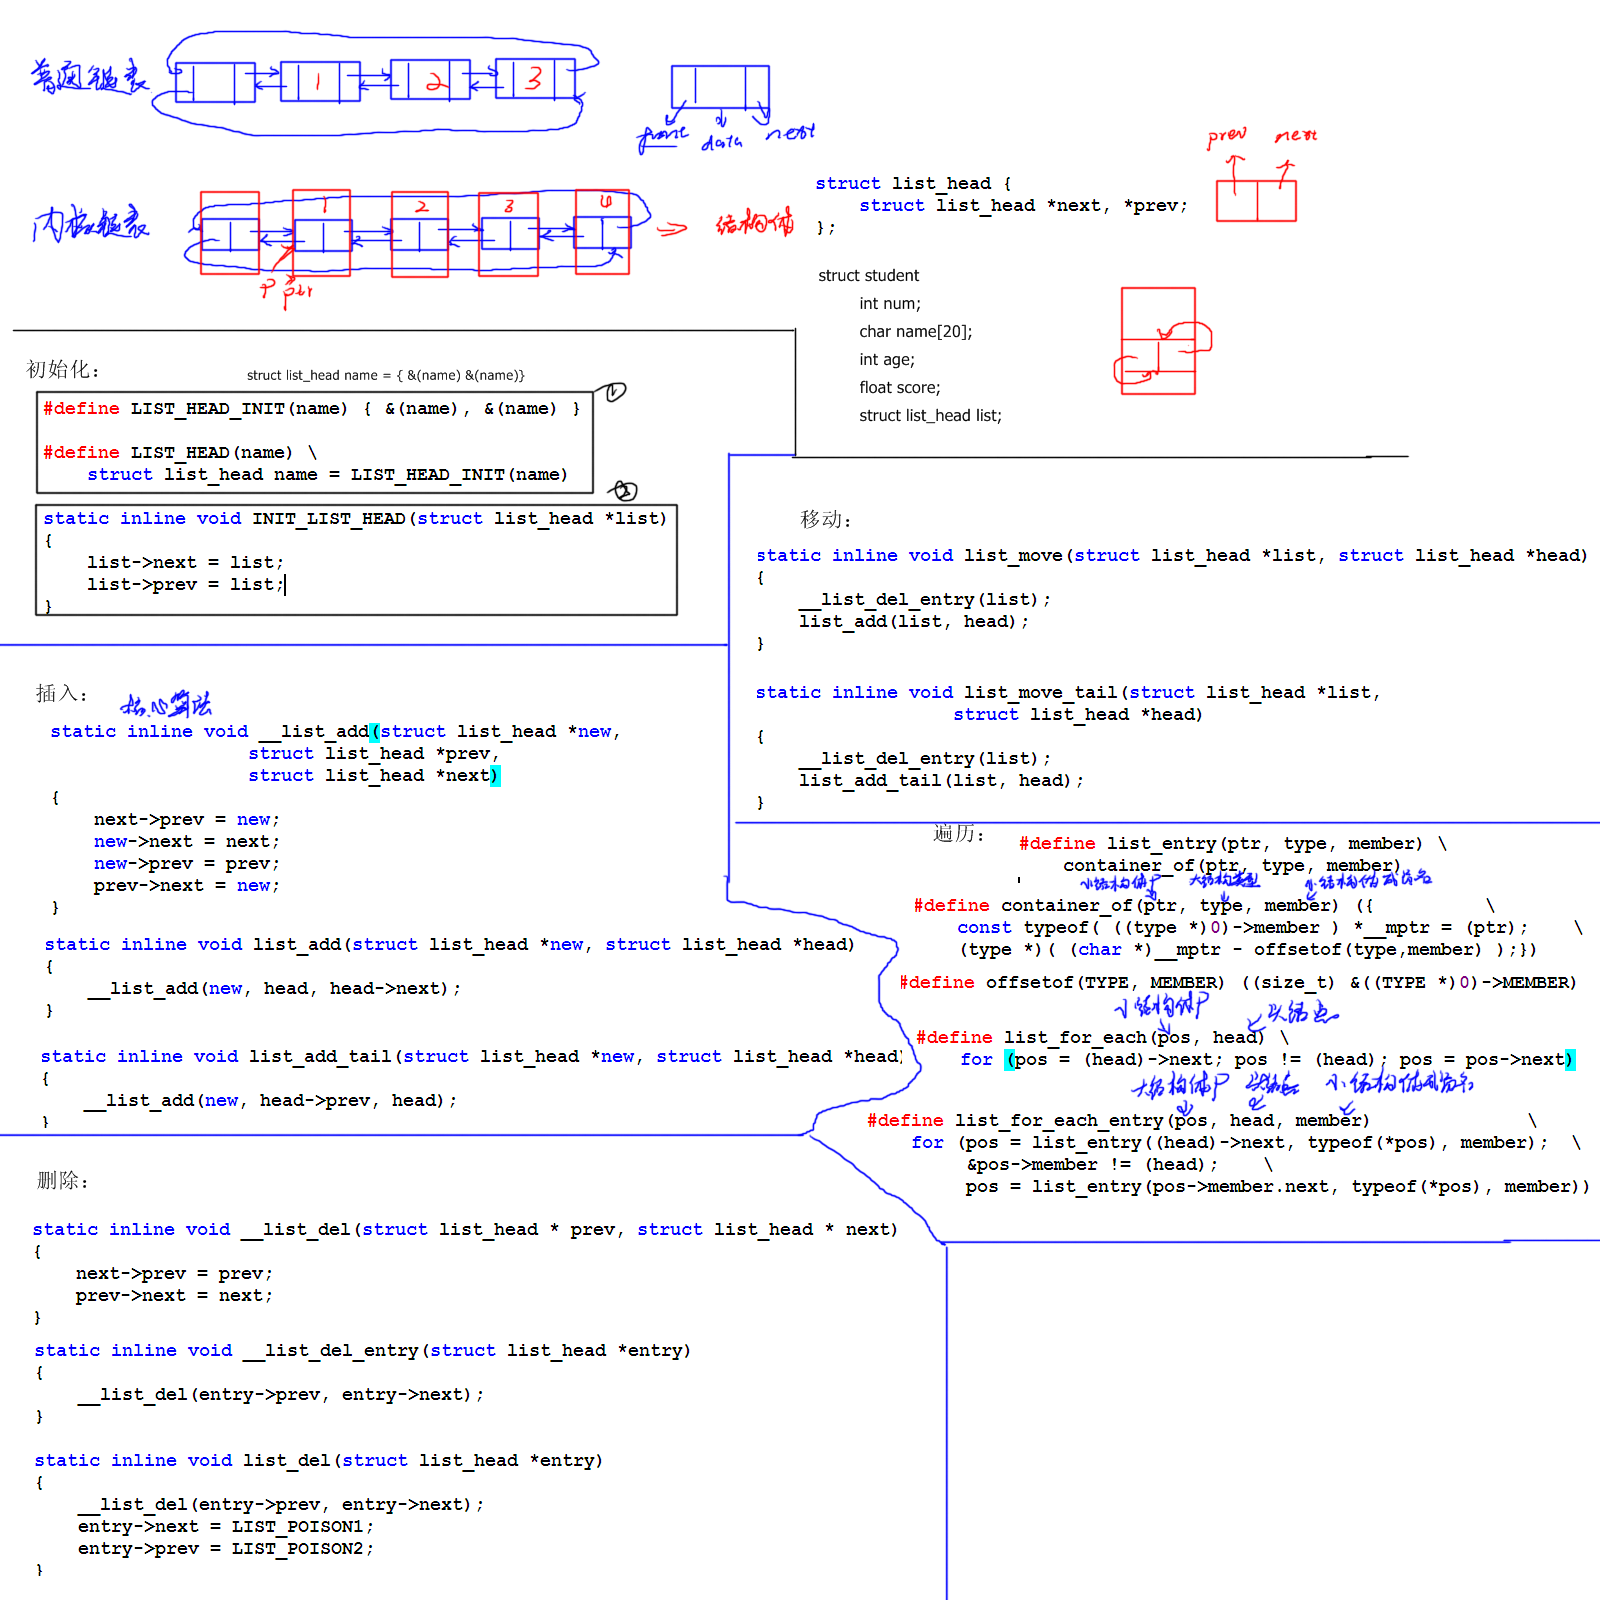 普通链表
1
2
3
front
data
next
内核链表
1
2
3
4
结构体
P
ptr
struct list_head {
struct list_head *next, *prev;
};
prev
next
struct student
int num;
char name[20];
int age;
float score;
struct list_head list;
初始化：
struct list_head name = { &(name) &(name)}
①
#define LIST_HEAD_INIT(name) { &(name), &(name) }
#define LIST_HEAD(name) \
struct list_head name = LIST_HEAD_INIT(name)
②
static inline void INIT_LIST_HEAD(struct list_head *list)
{
list->next = list;
list->prev = list;
}
插入：
核心算法
static inline void __list_add(struct list_head *new,
struct list_head *prev,
struct list_head *next)
{
next->prev = new;
new->next = next;
new->prev = prev;
prev->next = new;
}
static inline void list_add(struct list_head *new, struct list_head *head)
{
__list_add(new, head, head->next);
}
static inline void list_add_tail(struct list_head *new, struct list_head *head)
{
__list_add(new, head->prev, head);
}
删除：
static inline void __list_del(struct list_head * prev, struct list_head * next)
{
next->prev = prev;
prev->next = next;
}
static inline void __list_del_entry(struct list_head *entry)
{
__list_del(entry->prev, entry->next);
}
static inline void list_del(struct list_head *entry)
{
__list_del(entry->prev, entry->next);
entry->next = LIST_POISON1;
entry->prev = LIST_POISON2;
}
移动：
static inline void list_move(struct list_head *list, struct list_head *head)
{
__list_del_entry(list);
list_add(list, head);
}
static inline void list_move_tail(struct list_head *list,
struct list_head *head)
{
__list_del_entry(list);
list_add_tail(list, head);
}
遍历：
#define list_entry(ptr, type, member) \
container_of(ptr, type, member)
小结构体P 大结构类型 小结构体成员名
#define container_of(ptr, type, member) ({ \
const typeof( ((type *)0)->member ) *__mptr = (ptr); \
(type *)( (char *)__mptr - offsetof(type,member) );})
#define offsetof(TYPE, MEMBER) ((size_t) &((TYPE *)0)->MEMBER)
小结构体P 头结点
#define list_for_each(pos, head) \
for (pos = (head)->next; pos != (head); pos = pos->next)
大结构体P 头结点 小结构体成员名
#define list_for_each_entry(pos, head, member) \
for (pos = list_entry((head)->next, typeof(*pos), member); \
&pos->member != (head); \
pos = list_entry(pos->member.next, typeof(*pos), member))